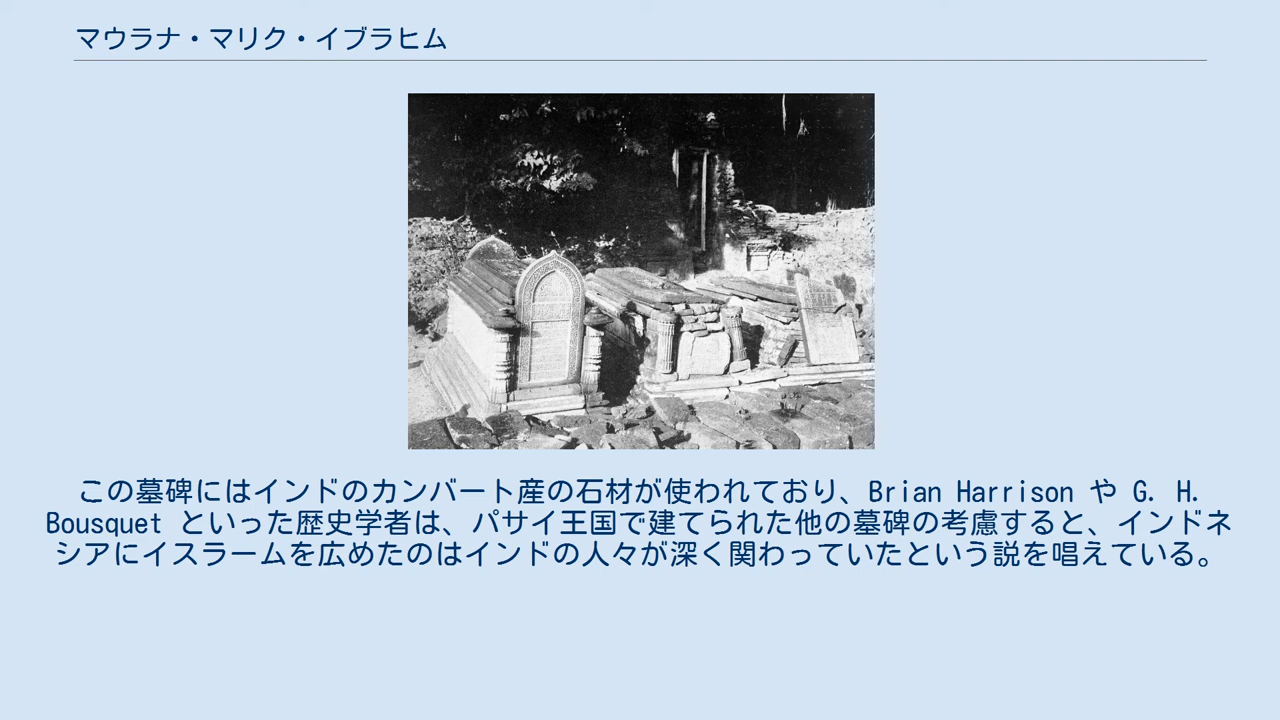 マウラナ・マリク・イブラヒム
この墓碑にはインドのカンバート産の石材が使われており、Brian Harrison や G. H.
Bousquet といった歴史学者は、パサイ王国で建てられた他の墓碑の考慮すると、インドネ
シアにイスラームを広めたのはインドの人々が深く関わっていたという説を唱えている。